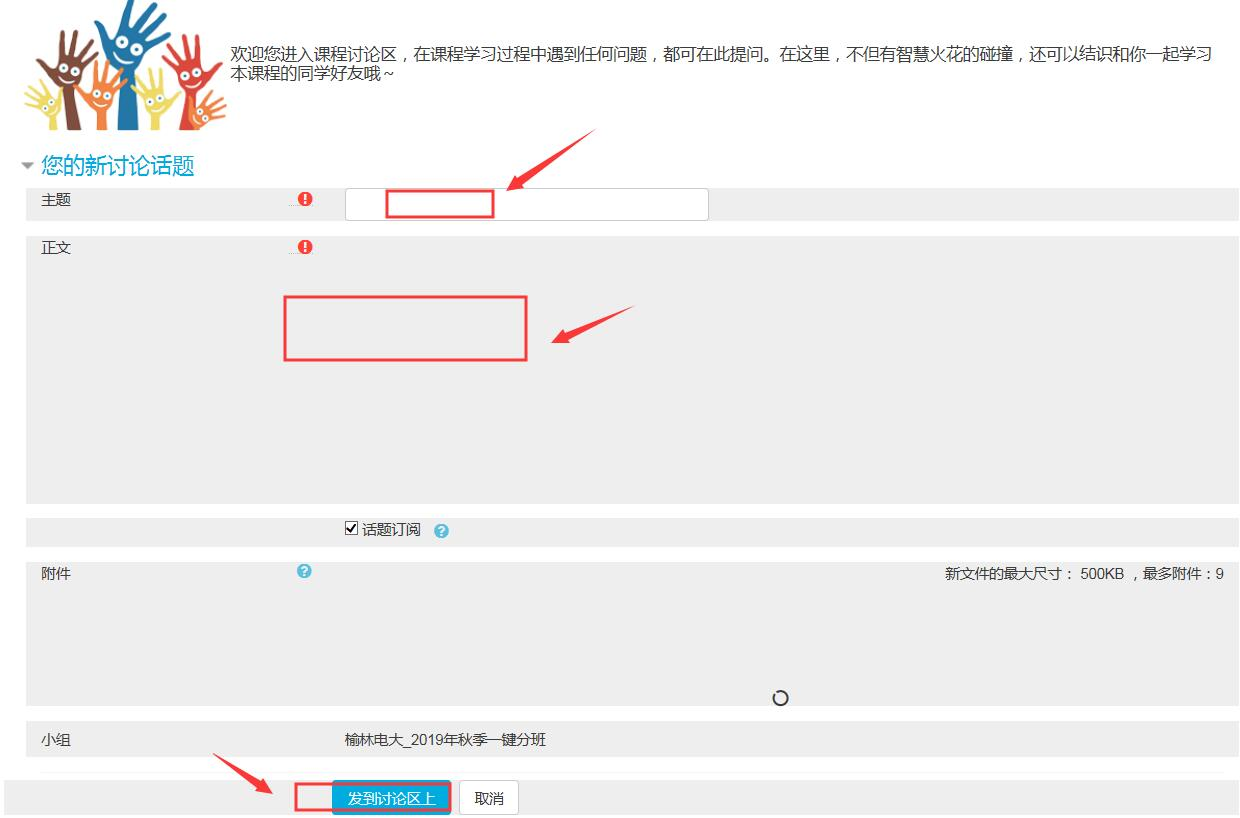 欢迎您进入课程讨论区，在课程学习过程中遇到任何问题，都可在此提问。在这里，不但有智慧火花的碰撞，还可以结识和你一起学习
本课程的同学好友哦～
您的新讨论话题
主题
正文
话题订阅
附件
新文件的最大尺寸： 500KB ，最多附件：9
小组
榆林电大_2019年秋季一键分班
发到讨论区上
取消